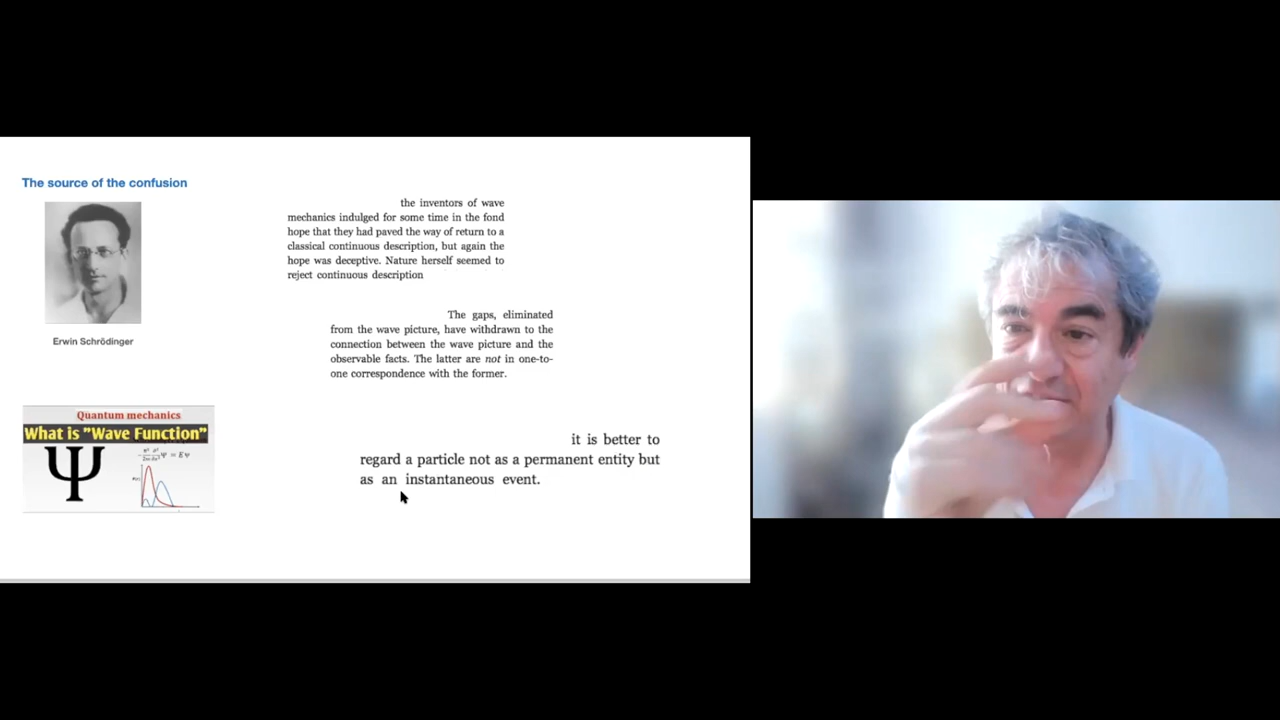 The source of the confusion
Erwin Schrödinger
the inventors of wave
mechanics indulged for some time in the fond
hope that they had paved the way of return to a
classical continuous description, but again the
hope was deceptive. Nature herself seemed to
reject continuous description
The gaps, eliminated
from the wave picture, have withdrawn to the
connection between the wave picture and the
observable facts. The latter are not in one-to-
one correspondence with the former.
Quantum mechanics
What is "Wave Function"
Ψ
it is better to
regard a particle not as a permanent entity but
as an instantaneous event.